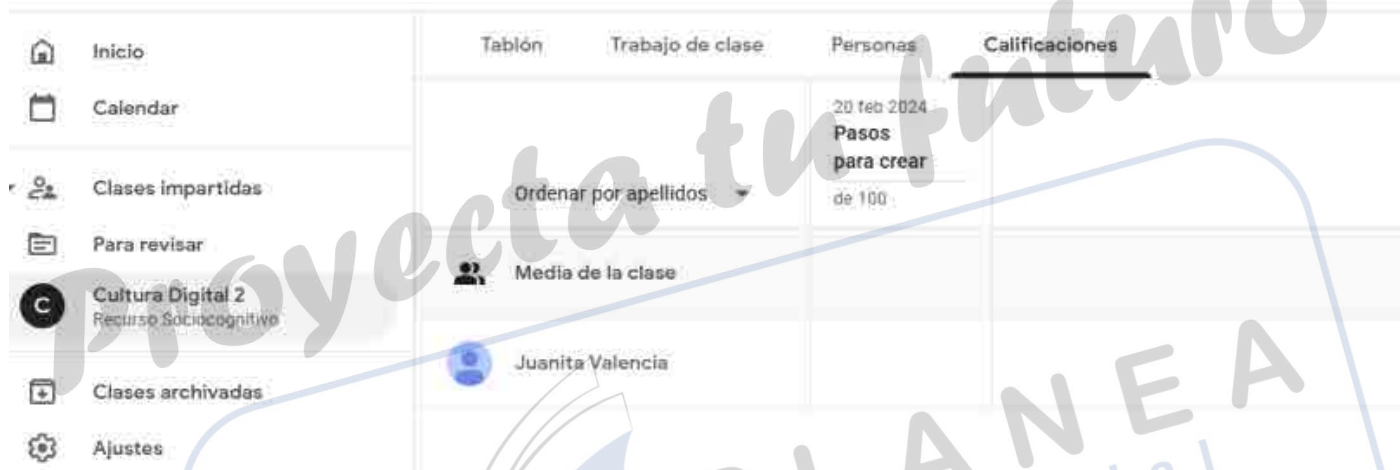 Inicio
Calendar
Clases impartidas
Para revisar
C
Cultura Digital 2
Recurso Sociocognitivo
Clases archivadas
Ajustes
Tablón Trabajo de clase Personas Calificaciones
20 feb 2024
Pasos
para crear
de 100
Ordenar por apellidos
Media de la clase
Juanita Valencia
Proyecta tu futuro
LANEA